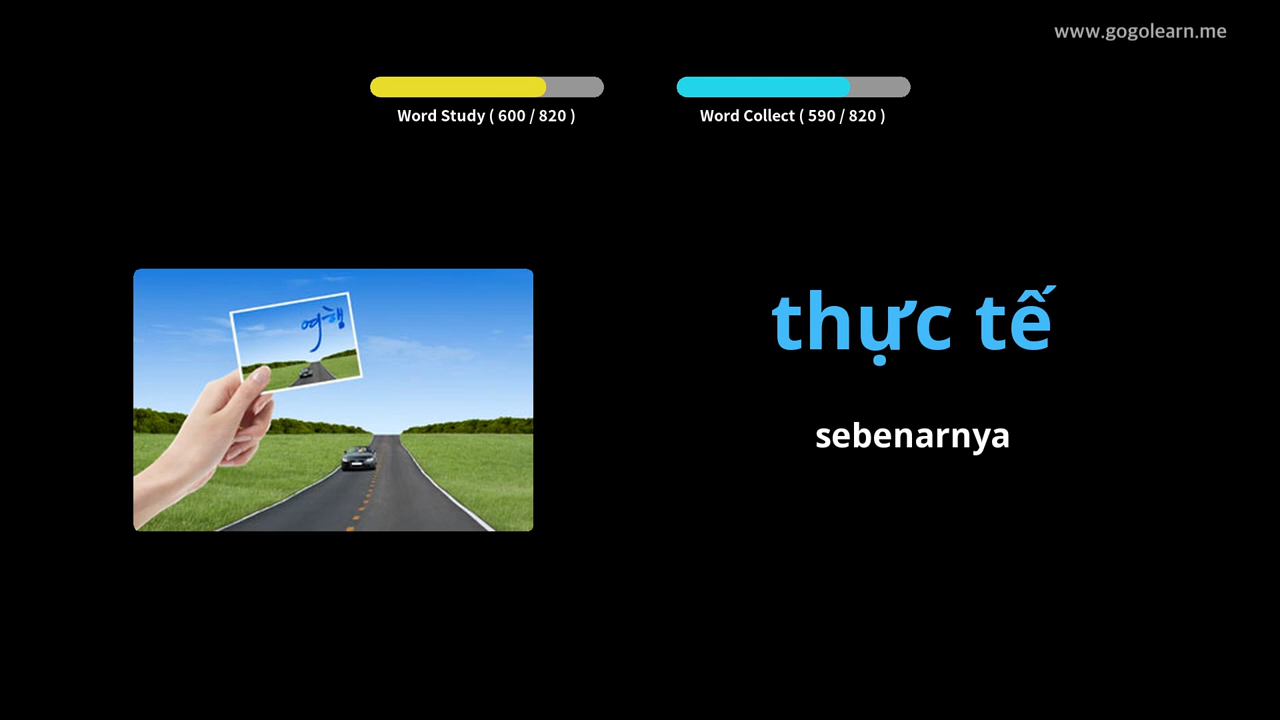 www.gogolearn.me
Word Study ( 600 / 820 )
Word Collect ( 590 / 820 )
여행
thực tế
sebenarnya